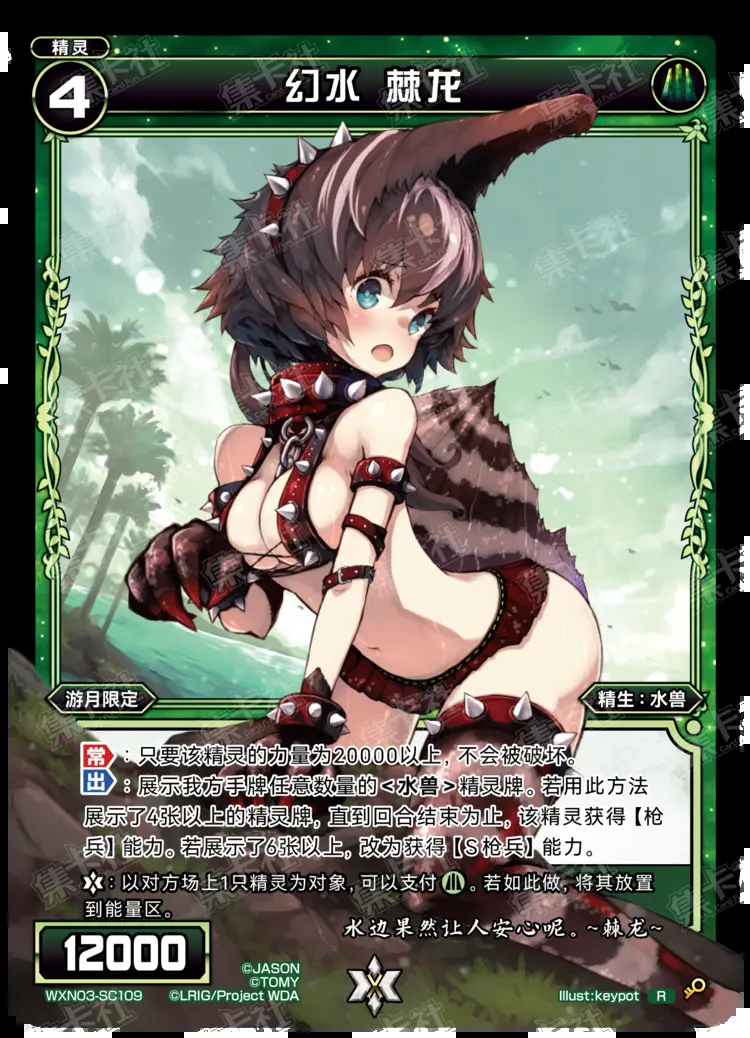 精灵
4
幻水 棘龙
游月限定
精生：水兽
常：只要该精灵的力量为20000以上，不会被破坏。
出：展示我方手牌任意数量的<水兽>精灵牌。若用此方法
展示了4张以上的精灵牌，直到回合结束为止，该精灵获得【枪
兵】能力。若展示了6张以上，改为获得【S枪兵】能力。
：以对方场上1只精灵为对象，可以支付。若如此做，将其放置
到能量区。
水边果然让人安心呢。~棘龙~
12000
©JASON
©TOMY
WXN03-SC109 ©LRIG/Project WDA
Illust:keypot R
集卡社